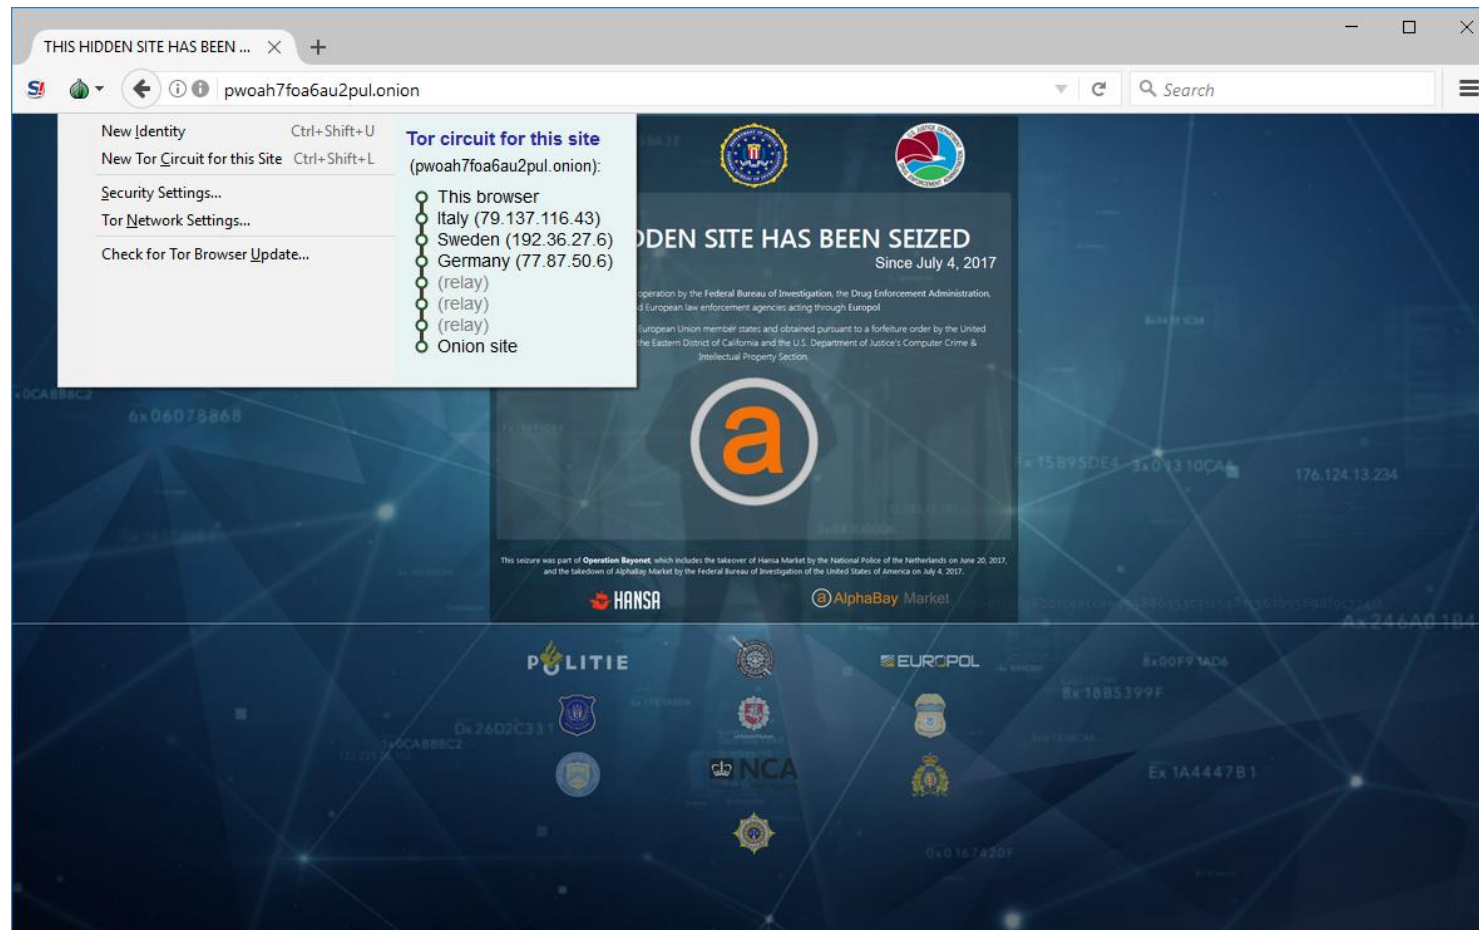 THIS HIDDEN SITE HAS BEEN ...
S!
pwoah7foa6au2pul.onion
Search
New Identity Ctrl+Shift+U
New Tor Circuit for this Site Ctrl+Shift+L
Security Settings...
Tor Network Settings...
Check for Tor Browser Update...
Tor circuit for this site
(pwoah7foa6au2pul.onion):
This browser
Italy (79.137.116.43)
Sweden (192.36.27.6)
Germany (77.87.50.6)
(relay)
(relay)
(relay)
Onion site
DDEN SITE HAS BEEN SEIZED
Since July 4, 2017
operation by the Federal Bureau of Investigation, the Drug Enforcement Administration,
d European law enforcement agencies acting through Europol
European Union member states and obtained pursuant to a forfeiture order by the United
the Eastern District of California and the U.S. Department of Justice's Computer Crime &
Intellectual Property Section.
6x06078868
a
3x01310CAA
176.124.13.234
This seizure was part of Operation Bayonet, which includes the takeover of Hansa Market by the National Police of the Netherlands on June 20, 2017,
and the takedown of AlphaBay Market by the Federal Bureau of Investigation of the United States of America on July 4, 2017.
HANSA
a AlphaBay Market
POLITIE
EUROPOL
8x00F91AD6
8x1885399F
Dx26D2C331
NCA
Ex 1A4447B1
0x0167420F